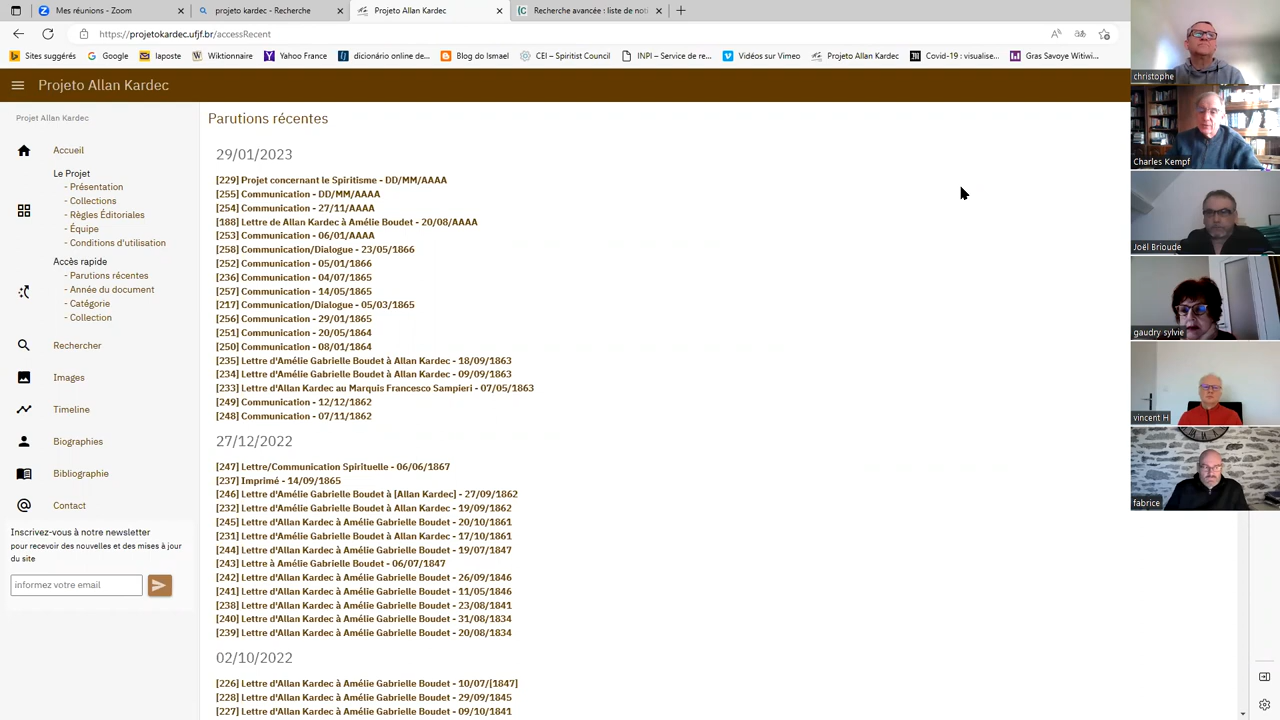 Mes réunions - Zoom
projeto kardec - Recherche
Projeto Allan Kardec
Recherche avancée : liste de not
https://projetokardec.ufjf.br/accessRecent
Sites suggérés
Google
laposte
Wiktionnaire
Yahoo France
dicionário online de...
Blog do Ismael
CEI – Spiritist Council
INPI – Service de re...
Vidéos sur Vimeo
Projeto Allan Kardec
Covid-19 : visualise...
Gras Savoye Witiwi...
Projeto Allan Kardec
Projet Allan Kardec
Accueil
Le Projet
- Présentation
- Collections
- Règles Éditoriales
- Équipe
- Conditions d'utilisation
Accès rapide
- Parutions récentes
- Année du document
- Catégorie
- Collection
Rechercher
Images
Timeline
Biographies
Bibliographie
Contact
Inscrivez-vous à notre newsletter
pour recevoir des nouvelles et des mises à jour
du site
informez votre email
Parutions récentes
29/01/2023
[229] Projet concernant le Spiritisme - DD/MM/AAAA
[255] Communication - DD/MM/AAAA
[254] Communication - 27/11/AAAA
[188] Lettre de Allan Kardec à Amélie Boudet - 20/08/AAAA
[253] Communication - 06/01/AAAA
[258] Communication/Dialogue - 23/05/1866
[252] Communication - 05/01/1866
[236] Communication - 04/07/1865
[257] Communication - 14/05/1865
[217] Communication/Dialogue - 05/03/1865
[256] Communication - 29/01/1865
[251] Communication - 20/05/1864
[250] Communication - 08/01/1864
[235] Lettre d'Amélie Gabrielle Boudet à Allan Kardec - 18/09/1863
[234] Lettre d'Amélie Gabrielle Boudet à Allan Kardec - 09/09/1863
[233] Lettre d'Allan Kardec au Marquis Francesco Sampieri - 07/05/1863
[249] Communication - 12/12/1862
[248] Communication - 07/11/1862
27/12/2022
[247] Lettre/Communication Spirituelle - 06/06/1867
[237] Imprimé - 14/09/1865
[246] Lettre d'Amélie Gabrielle Boudet à [Allan Kardec] - 27/09/1862
[232] Lettre d'Amélie Gabrielle Boudet à Allan Kardec - 19/09/1862
[245] Lettre d'Allan Kardec à Amélie Gabrielle Boudet - 20/10/1861
[231] Lettre d'Amélie Gabrielle Boudet à Allan Kardec - 17/10/1861
[244] Lettre d'Allan Kardec à Amélie Gabrielle Boudet - 19/07/1847
[243] Lettre à Amélie Gabrielle Boudet - 06/07/1847
[242] Lettre d'Allan Kardec à Amélie Gabrielle Boudet - 26/09/1846
[241] Lettre d'Allan Kardec à Amélie Gabrielle Boudet - 11/05/1846
[238] Lettre d'Allan Kardec à Amélie Gabrielle Boudet - 23/08/1841
[240] Lettre d'Allan Kardec à Amélie Gabrielle Boudet - 31/08/1834
[239] Lettre d'Allan Kardec à Amélie Gabrielle Boudet - 20/08/1834
02/10/2022
[226] Lettre d'Allan Kardec à Amélie Gabrielle Boudet - 10/07/[1847]
[228] Lettre d'Allan Kardec à Amélie Gabrielle Boudet - 29/09/1845
[227] Lettre d'Allan Kardec à Amélie Gabrielle Boudet - 09/10/1841
christophe
Charles Kempf
Joël Brioude
gaudry sylvie
vincent H
fabrice